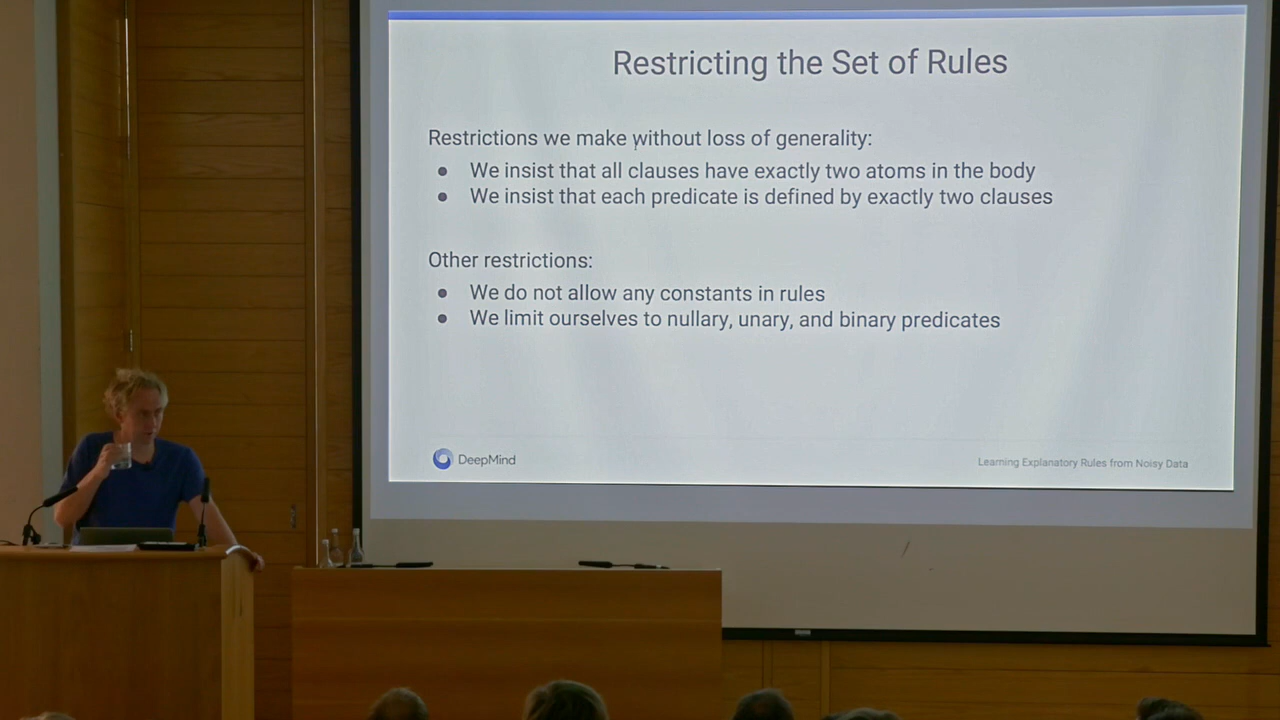 Restricting the Set of Rules
Restrictions we make without loss of generality:
● We insist that all clauses have exactly two atoms in the body
● We insist that each predicate is defined by exactly two clauses
Other restrictions:
● We do not allow any constants in rules
● We limit ourselves to nullary, unary, and binary predicates
DeepMind
Learning Explanatory Rules from Noisy Data